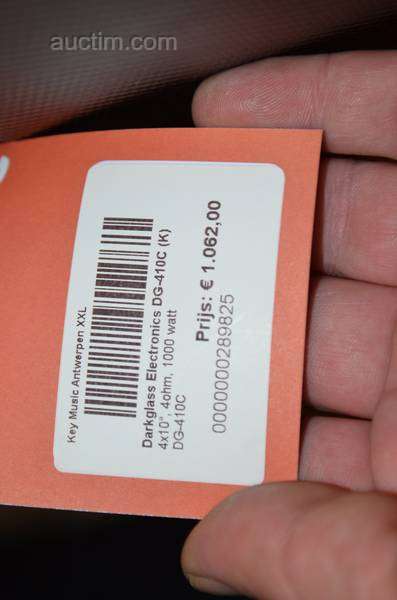 auctim.com
Key Music Antwerpen XXL
Darkglass Electronics DG-410C (K)
4x10", 4ohm, 1000 watt
DG-410C
Prijs: € 1.062,00
0000000289825